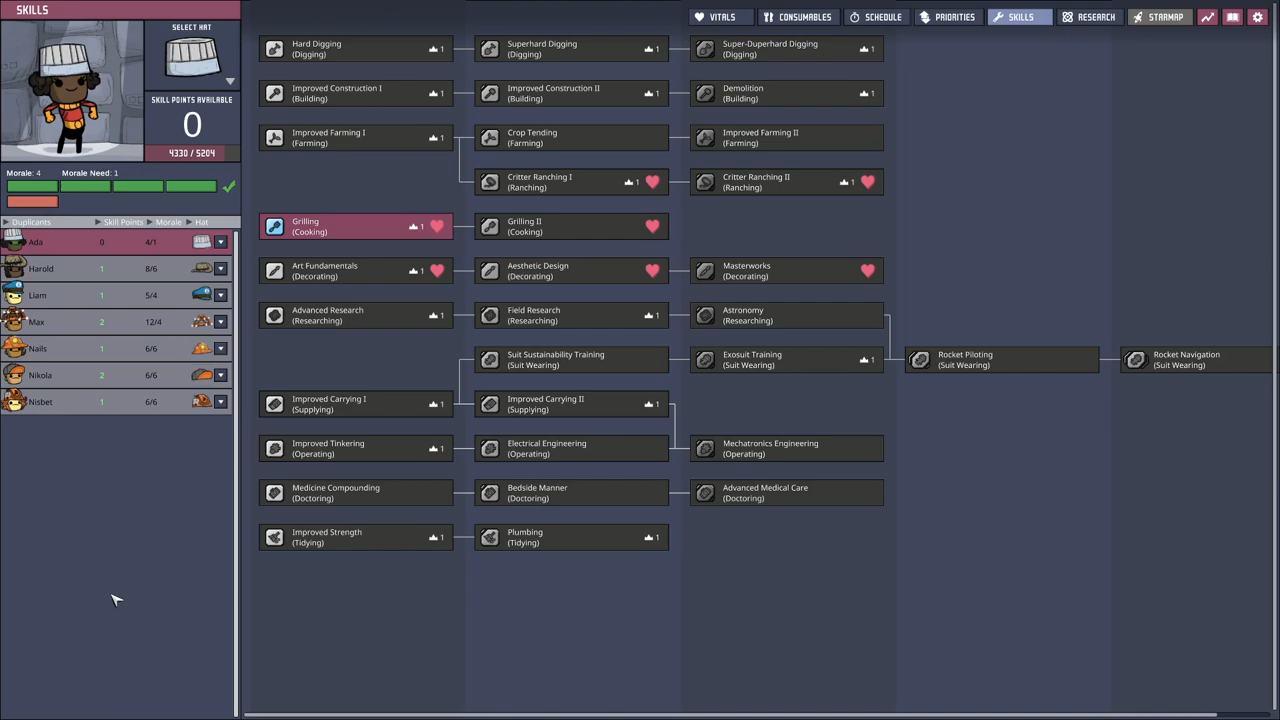 SKILLS
VITALS
CONSUMABLES
SCHEDULE
PRIORITIES
SKILLS
RESEARCH
STARMAP
SELECT HAT
SKILL POINTS AVAILABLE
0
4330 / 5204
Morale: 4
Morale Need: 1
Duplicants
Skill Points
Morale
Hat
Ada 0 4/1
Harold 1 8/6
Liam 1 5/4
Max 2 12/4
Nails 1 6/6
Nikola 2 6/6
Nisbet 1 6/6
Hard Digging
(Digging)
1
Superhard Digging
(Digging)
1
Super-Duperhard Digging
(Digging)
1
Improved Construction I
(Building)
1
Improved Construction II
(Building)
1
Demolition
(Building)
1
Improved Farming I
(Farming)
1
Crop Tending
(Farming)
Improved Farming II
(Farming)
Critter Ranching I
(Ranching)
1
Critter Ranching II
(Ranching)
1
Grilling
(Cooking)
1
Grilling II
(Cooking)
Art Fundamentals
(Decorating)
1
Aesthetic Design
(Decorating)
Masterworks
(Decorating)
Advanced Research
(Researching)
1
Field Research
(Researching)
1
Astronomy
(Researching)
Suit Sustainability Training
(Suit Wearing)
Exosuit Training
(Suit Wearing)
1
Rocket Piloting
(Suit Wearing)
Rocket Navigation
(Suit Wearing)
Improved Carrying I
(Supplying)
1
Improved Carrying II
(Supplying)
1
Improved Tinkering
(Operating)
1
Electrical Engineering
(Operating)
Mechatronics Engineering
(Operating)
Medicine Compounding
(Doctoring)
Bedside Manner
(Doctoring)
Advanced Medical Care
(Doctoring)
Improved Strength
(Tidying)
1
Plumbing
(Tidying)
1